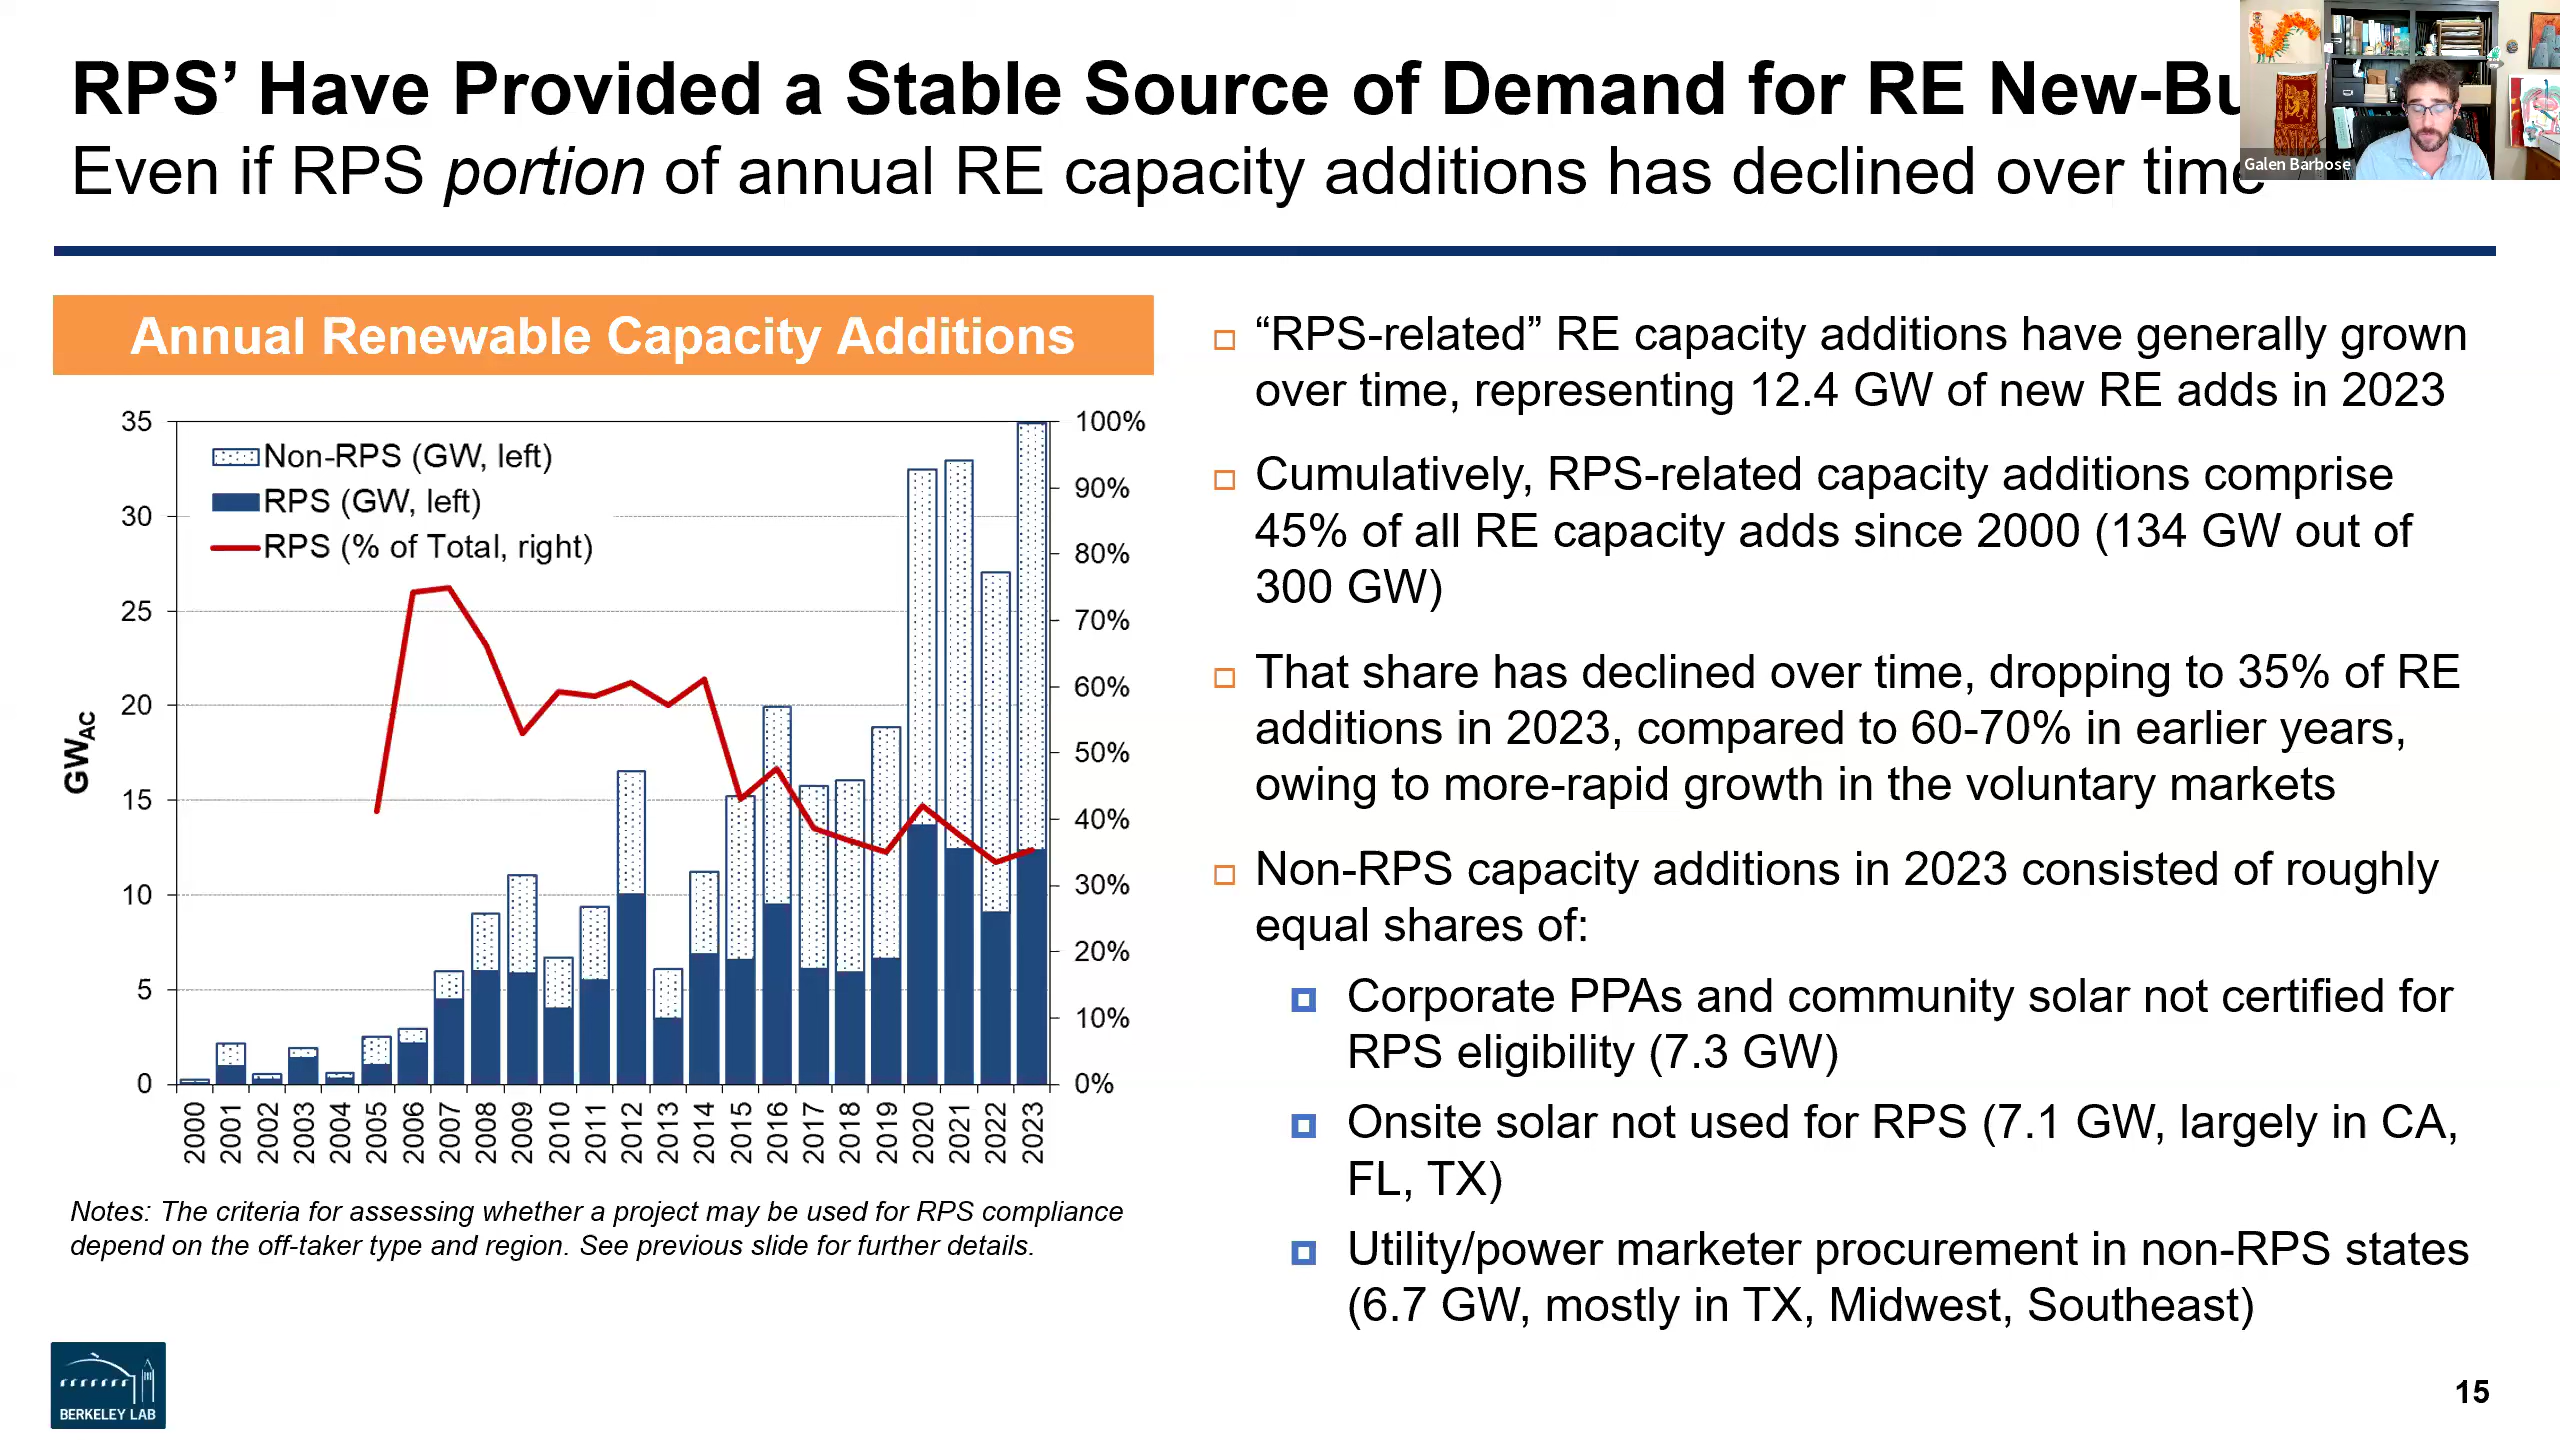 RPS’ Have Provided a Stable Source of Demand for RE
Even if RPS portion of annual RE capacity additions has declined over time
Galen Barbose
Annual Renewable Capacity Additions
“RPS-related” RE capacity additions have generally grown
over time, representing 12.4 GW of new RE adds in 2023
Cumulatively, RPS-related capacity additions comprise
45% of all RE capacity adds since 2000 (134 GW out of
300 GW)
That share has declined over time, dropping to 35% of RE
additions in 2023, compared to 60-70% in earlier years,
owing to more-rapid growth in the voluntary markets
Non-RPS capacity additions in 2023 consisted of roughly
equal shares of:
Corporate PPAs and community solar not certified for
RPS eligibility (7.3 GW)
Onsite solar not used for RPS (7.1 GW, largely in CA,
FL, TX)
Utility/power marketer procurement in non-RPS states
(6.7 GW, mostly in TX, Midwest, Southeast)
Non-RPS (GW, left)
RPS (GW, left)
RPS (% of Total, right)
GWAC
35
30
25
20
15
10
5
0
100%
90%
80%
70%
60%
50%
40%
30%
20%
10%
0%
2000
2001
2002
2003
2004
2005
2006
2007
2008
2009
2010
2011
2012
2013
2014
2015
2016
2017
2018
2019
2020
2021
2022
2023
Notes: The criteria for assessing whether a project may be used for RPS compliance
depend on the off-taker type and region. See previous slide for further details.
BERKELEY LAB
15